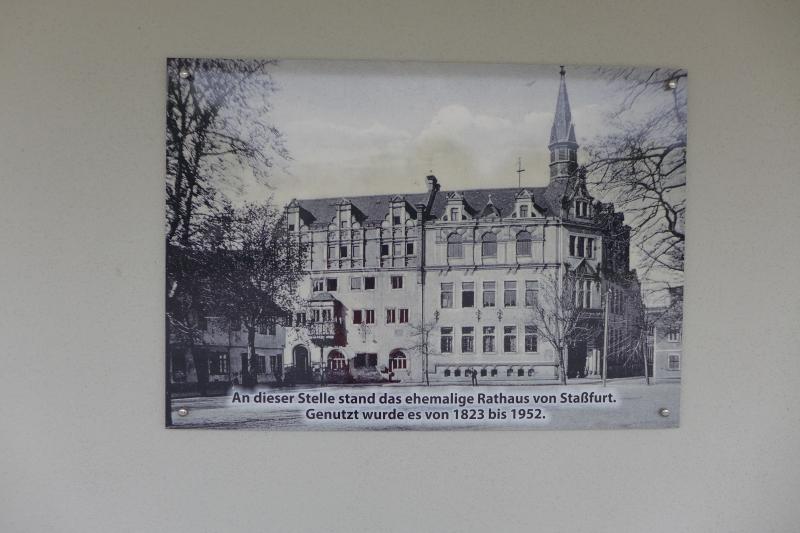 An dieser Stelle stand das ehemalige Rathaus von Staßfurt.
Genutzt wurde es von 1823 bis 1952.